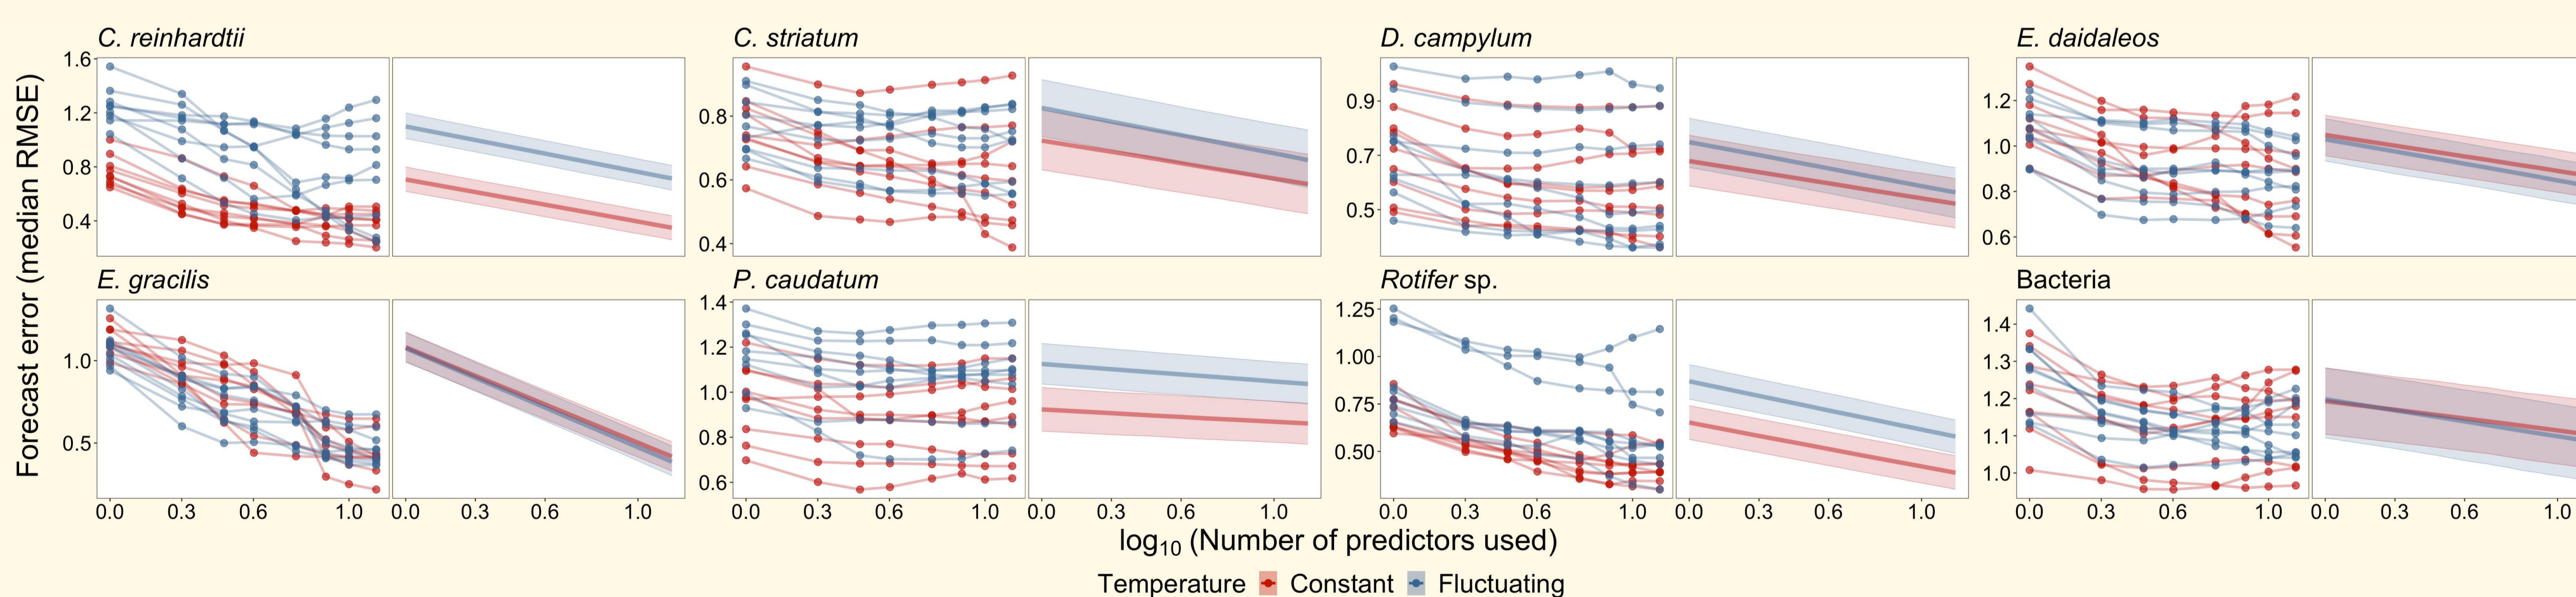 C. reinhardtii
C. striatum
D. campylum
E. daidaleos
1.6
1.2
0.8
0.4
0.8
0.6
0.4
0.9
0.7
0.5
1.2
1.0
0.8
0.6
Forecast error (median RMSE)
E. gracilis
P. caudatum
Rotifer sp.
Bacteria
1.0
0.5
1.4
1.2
1.0
0.8
0.6
1.25
1.00
0.75
0.50
1.4
1.3
1.2
1.1
1.0
0.0 0.3 0.6 1.0 0.0 0.3 0.6 1.0 0.0 0.3 0.6 1.0 0.0 0.3 0.6 1.0 0.0 0.3 0.6 1.0 0.0 0.3 0.6 1.0 0.0 0.3 0.6 1.0 0.0 0.3 0.6 1.0
log10 (Number of predictors used)
Temperature Constant Fluctuating